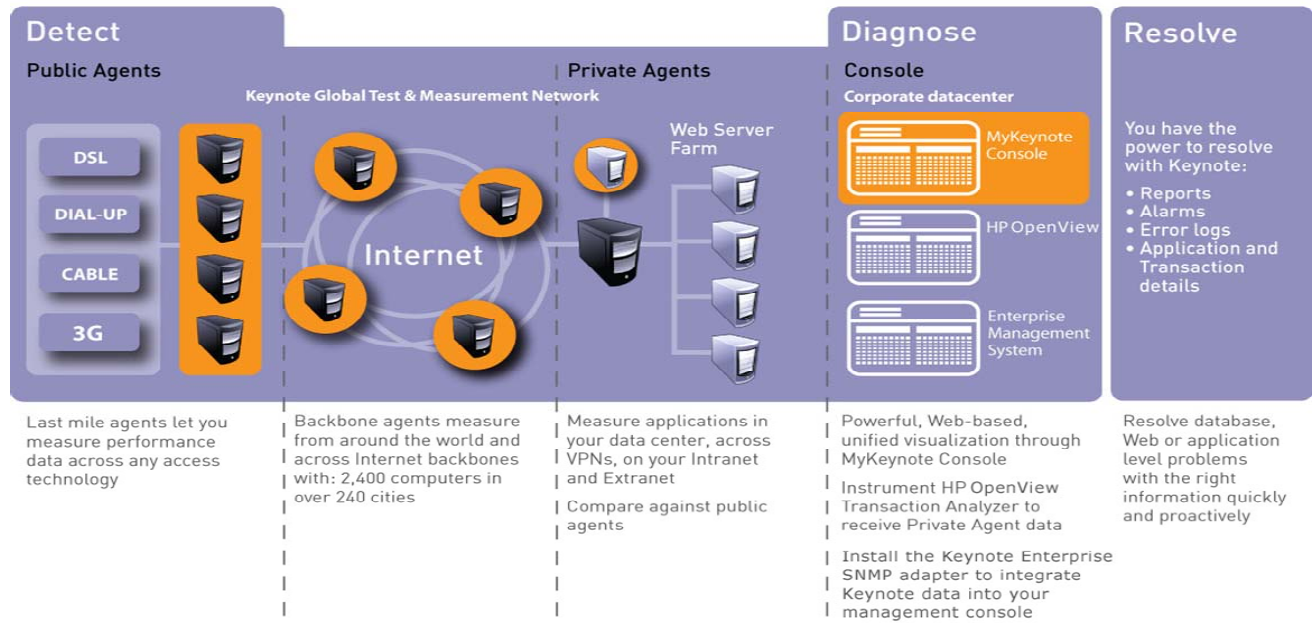 Detect
Public Agents
Keynote Global Test & Measurement Network
DSL
DIAL-UP
CABLE
3G
Internet
Private Agents
Web Server
Farm
Diagnose
Console
Corporate datacenter
MyKeynote
Console
HP OpenView
Enterprise
Management
System
Resolve
You have the
power to resolve
with Keynote:
• Reports
• Alarms
• Error logs
• Application and
Transaction
details
Last mile agents let you
measure performance
data across any access
technology
Backbone agents measure
from around the world and
across Internet backbones
with: 2,400 computers in
over 240 cities
Measure applications in
your data center, across
VPNs, on your Intranet
and Extranet
Compare against public
agents
Powerful, Web-based,
unified visualization through
MyKeynote Console
Instrument HP OpenView
Transaction Analyzer to
receive Private Agent data
Install the Keynote Enterprise
SNMP adapter to integrate
Keynote data into your
management console
Resolve database,
Web or application
level problems
with the right
information quickly
and proactively